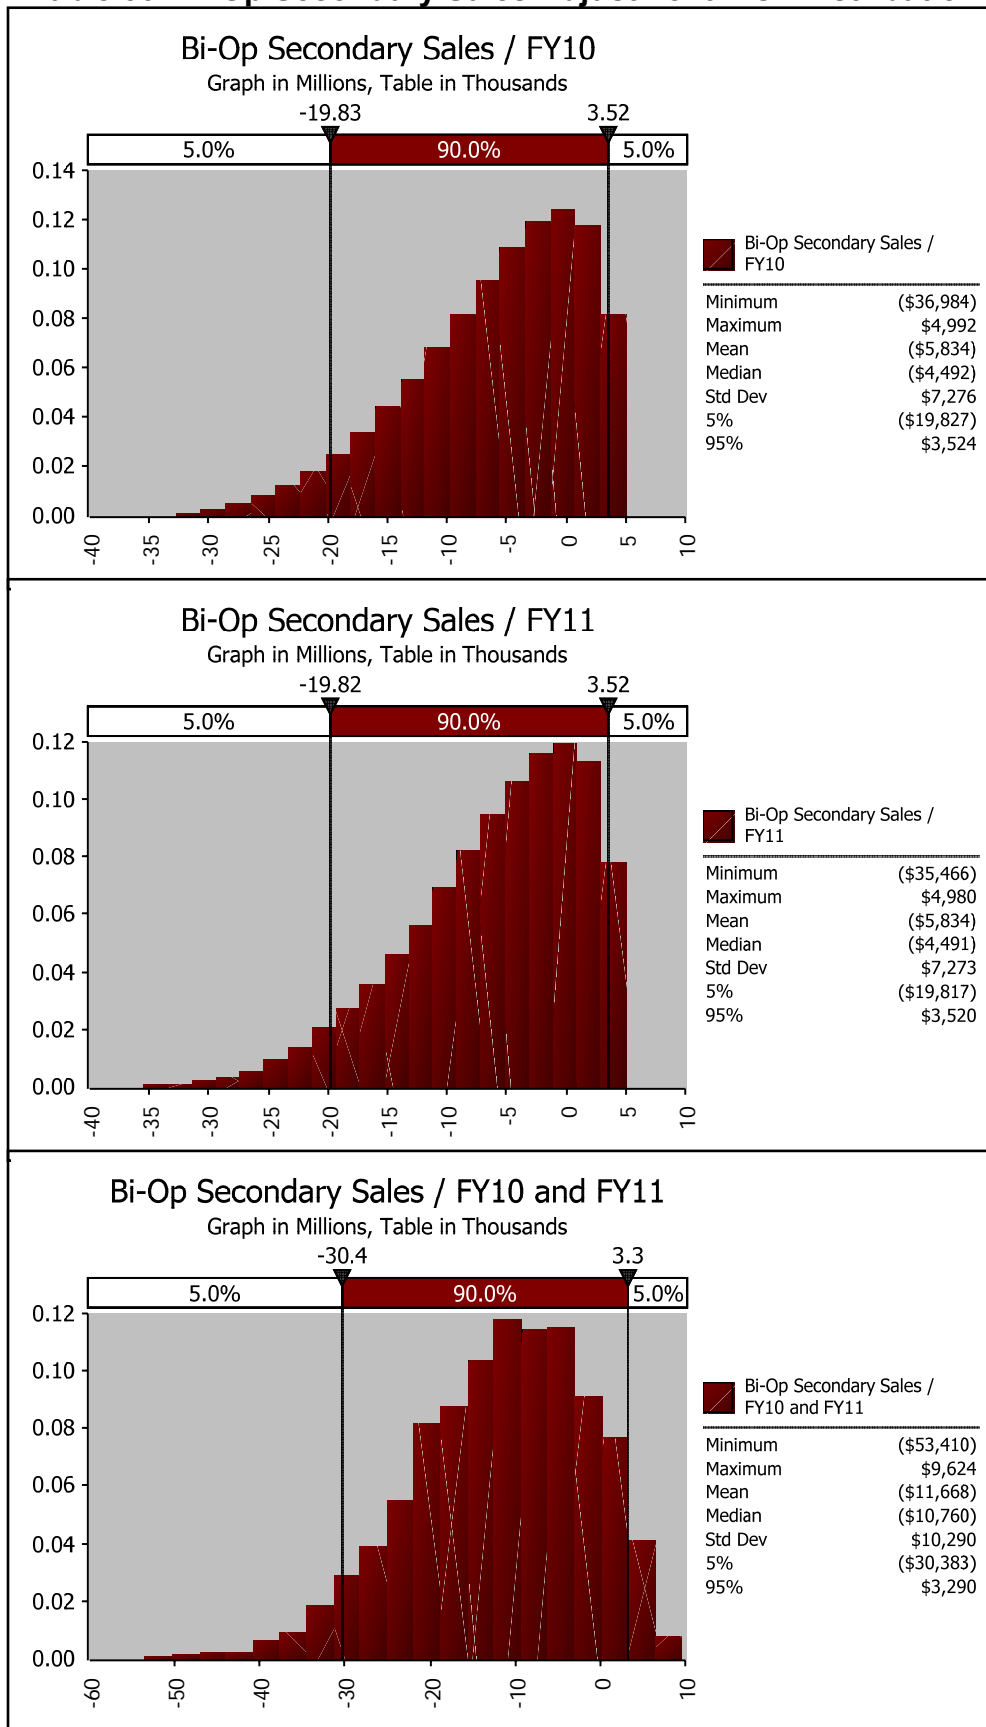 Bi-Op Secondary Sales / FY10
Graph in Millions, Table in Thousands
-19.83 3.52
5.0% 90.0% 5.0%
0.14
0.12
0.10
0.08
0.06
0.04
0.02
0.00
-40 -35 -30 -25 -20 -15 -10 -5 0 5 10
Bi-Op Secondary Sales /
FY10
Minimum ($36,984)
Maximum $4,992
Mean ($5,834)
Median ($4,492)
Std Dev $7,276
5% ($19,827)
95% $3,524
Bi-Op Secondary Sales / FY11
Graph in Millions, Table in Thousands
-19.82 3.52
5.0% 90.0% 5.0%
0.12
0.10
0.08
0.06
0.04
0.02
0.00
-40 -35 -30 -25 -20 -15 -10 -5 0 5 10
Bi-Op Secondary Sales /
FY11
Minimum ($35,466)
Maximum $4,980
Mean ($5,834)
Median ($4,491)
Std Dev $7,273
5% ($19,817)
95% $3,520
Bi-Op Secondary Sales / FY10 and FY11
Graph in Millions, Table in Thousands
-30.4 3.3
5.0% 90.0% 5.0%
0.12
0.10
0.08
0.06
0.04
0.02
0.00
-60 -50 -40 -30 -20 -10 0 10
Bi-Op Secondary Sales /
FY10 and FY11
Minimum ($53,410)
Maximum $9,624
Mean ($11,668)
Median ($10,760)
Std Dev $10,290
5% ($30,383)
95% $3,290